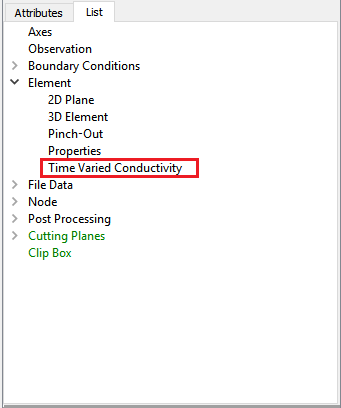 Attributes List
Axes
Observation
Boundary Conditions
Element
2D Plane
3D Element
Pinch-Out
Properties
Time Varied Conductivity
File Data
Node
Post Processing
Cutting Planes
Clip Box